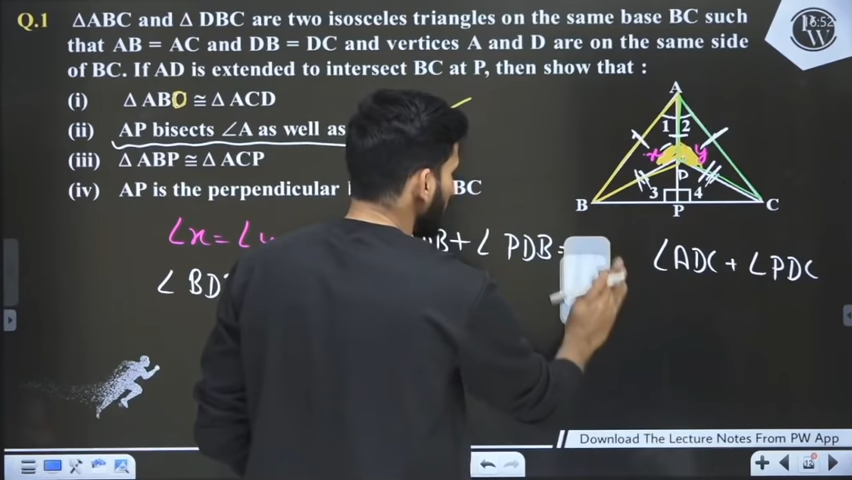 Q.1 ΔABC and Δ DBC are two isosceles triangles on the same base BC such
that AB = AC and DB = DC and vertices A and D are on the same side
of BC. If AD is extended to intersect BC at P, then show that :
(i) Δ ABD ≅ Δ ACD
(ii) AP bisects ∠A as well as
(iii) Δ ABP ≅ Δ ACP
(iv) AP is the perpendicular BC
16:52
PW
A
1 2
x y
D
3 4
B P C
∠x = ∠
+ ∠ PDB = ∠ADC + ∠PDC
∠ BD
Download The Lecture Notes From PW App